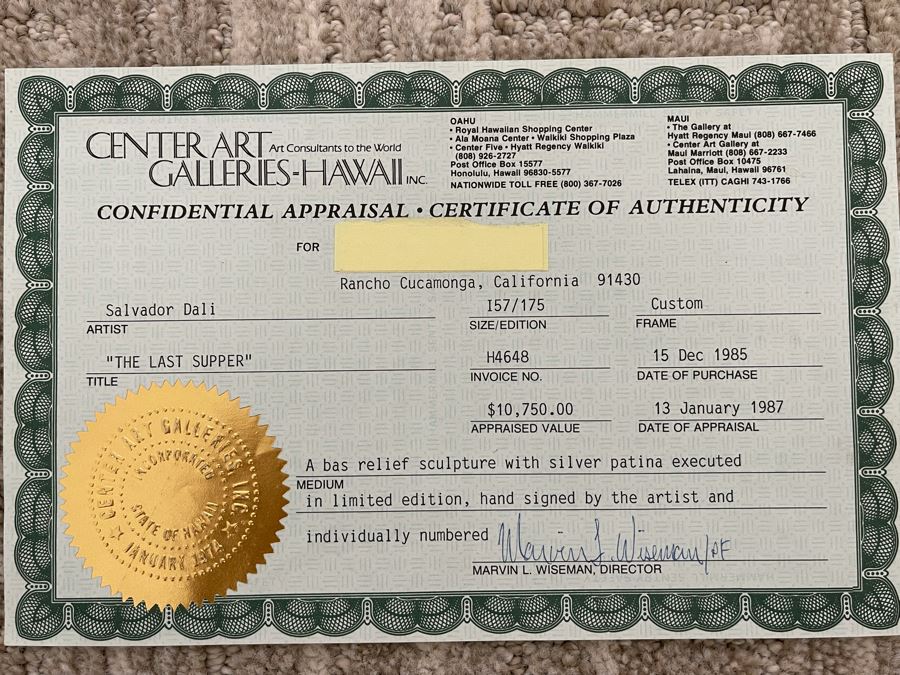 CENTER ART Art Consultants to the World
GALLERIES-HAWAII INC.
OAHU
• Royal Hawaiian Shopping Center
• Ala Moana Center • Waikiki Shopping Plaza
• Center Five • Hyatt Regency Waikiki
(808) 926-2727
Post Office Box 15577
Honolulu, Hawaii 96830-5577
NATIONWIDE TOLL FREE (800) 367-7026
MAUI
• The Gallery at
Hyatt Regency Maui (808) 667-7466
• Center Art Gallery at
Maui Marriott (808) 667-2233
Post Office Box 10475
Lahaina, Maui, Hawaii 96761
TELEX (ITT) CAGHI 743-1766
CONFIDENTIAL APPRAISAL • CERTIFICATE OF AUTHENTICITY
FOR
Rancho Cucamonga, California 91430
Salvador Dali
ARTIST
I57/175
SIZE/EDITION
Custom
FRAME
"THE LAST SUPPER"
TITLE
H4648
INVOICE NO.
15 Dec 1985
DATE OF PURCHASE
$10,750.00
APPRAISED VALUE
13 January 1987
DATE OF APPRAISAL
A bas relief sculpture with silver patina executed
MEDIUM
in limited edition, hand signed by the artist and
individually numbered
Marvin L. Wiseman/
MARVIN L. WISEMAN, DIRECTOR
CENTER ART GALLERIES INC.
INCORPORATED
STATE OF HAWAII
JANUARY 1974